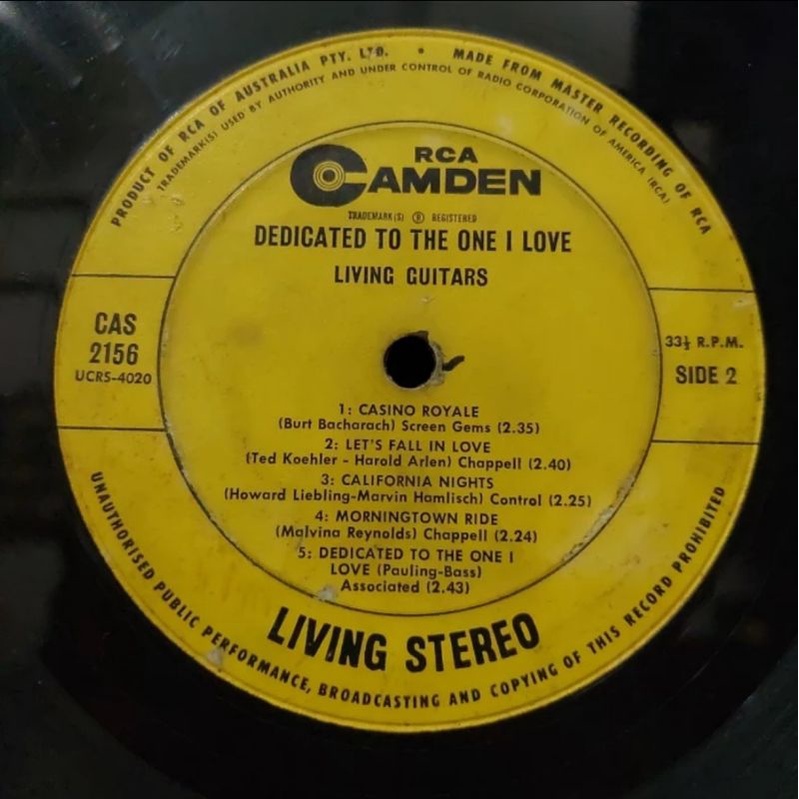 PRODUCT OF RCA OF AUSTRALIA PTY. LTD. • MADE FROM MASTER RECORDING OF RCA
TRADEMARK(S) USED BY AUTHORITY AND UNDER CONTROL OF RADIO CORPORATION OF AMERICA (RCA)
RCA
CAMDEN
TRADEMARK(S) ® REGISTERED
DEDICATED TO THE ONE I LOVE
LIVING GUITARS
CAS
2156
UCRS-4020
33⅓ R.P.M.
SIDE 2
1: CASINO ROYALE
(Burt Bacharach) Screen Gems (2.35)
2: LET'S FALL IN LOVE
(Ted Koehler - Harold Arlen) Chappell (2.40)
3: CALIFORNIA NIGHTS
(Howard Liebling-Marvin Hamlisch) Control (2.25)
4: MORNINGTOWN RIDE
(Malvina Reynolds) Chappell (2.24)
5: DEDICATED TO THE ONE I
LOVE (Pauling-Bass)
Associated (2.43)
LIVING STEREO
UNAUTHORISED PUBLIC PERFORMANCE, BROADCASTING AND COPYING OF THIS RECORD PROHIBITED